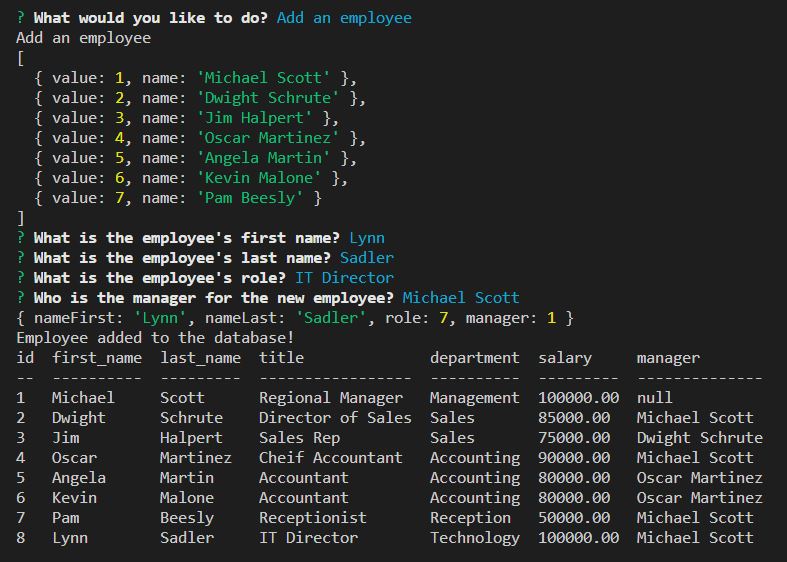 ? What would you like to do? Add an employee
Add an employee
[
  { value: 1, name: 'Michael Scott' },
  { value: 2, name: 'Dwight Schrute' },
  { value: 3, name: 'Jim Halpert' },
  { value: 4, name: 'Oscar Martinez' },
  { value: 5, name: 'Angela Martin' },
  { value: 6, name: 'Kevin Malone' },
  { value: 7, name: 'Pam Beesly' }
]
? What is the employee's first name? Lynn
? What is the employee's last name? Sadler
? What is the employee's role? IT Director
? Who is the manager for the new employee? Michael Scott
{ nameFirst: 'Lynn', nameLast: 'Sadler', role: 7, manager: 1 }
Employee added to the database!
id  first_name  last_name  title              department  salary     manager
--  ----------  ---------  -----------------  ----------  ---------  --------------
1   Michael     Scott      Regional Manager   Management  100000.00  null
2   Dwight      Schrute    Director of Sales  Sales       85000.00   Michael Scott
3   Jim         Halpert    Sales Rep          Sales       75000.00   Dwight Schrute
4   Oscar       Martinez   Cheif Accountant   Accounting  90000.00   Michael Scott
5   Angela      Martin     Accountant         Accounting  80000.00   Oscar Martinez
6   Kevin       Malone     Accountant         Accounting  80000.00   Oscar Martinez
7   Pam         Beesly     Receptionist       Reception   50000.00   Michael Scott
8   Lynn        Sadler     IT Director        Technology  100000.00  Michael Scott